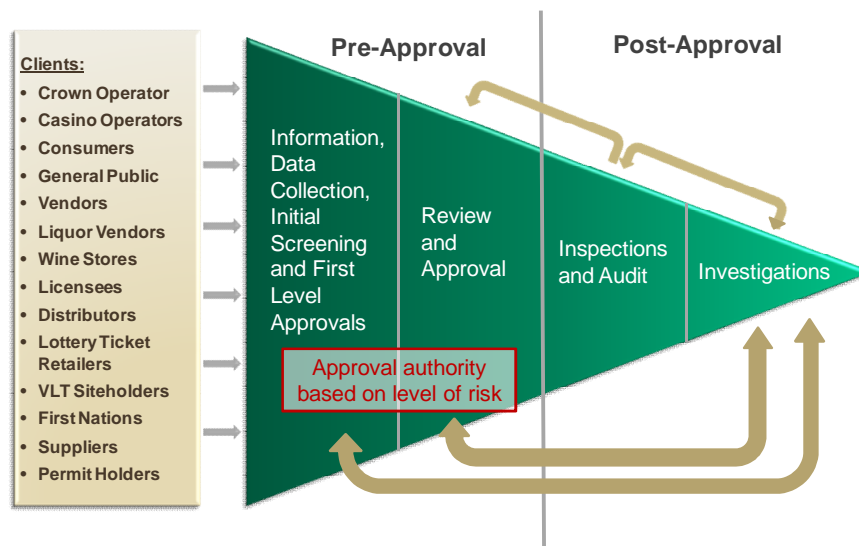 Pre-Approval
Post-Approval
Clients:
• Crown Operator
• Casino Operators
• Consumers
• General Public
• Vendors
• Liquor Vendors
• Wine Stores
• Licensees
• Distributors
• Lottery Ticket
Retailers
• VLT Siteholders
• First Nations
• Suppliers
• Permit Holders
Information,
Data
Collection,
Initial
Screening
and First
Level
Approvals
Review
and
Approval
Inspections
and Audit
Investigations
Approval authority
based on level of risk